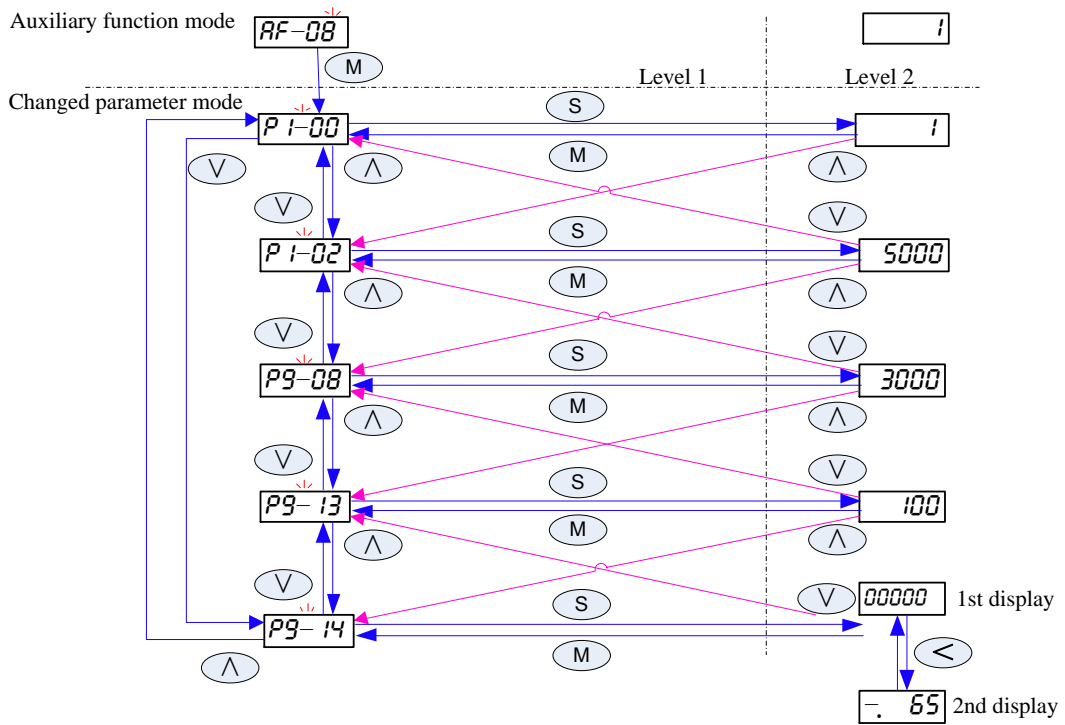 Auxiliary function mode
AF-08
1
M
Level 1
Level 2
Changed parameter mode
P1-00
S
1
M
∨
∧
∧
∨
∨
P1-02
S
5000
∧
M
∧
∨
S
∨
P9-08
3000
∧
M
∧
∨
S
∨
P9-13
100
∧
M
∧
∨
S
∨
00000
1st display
P9-14
∧
M
<
-. 65
2nd display